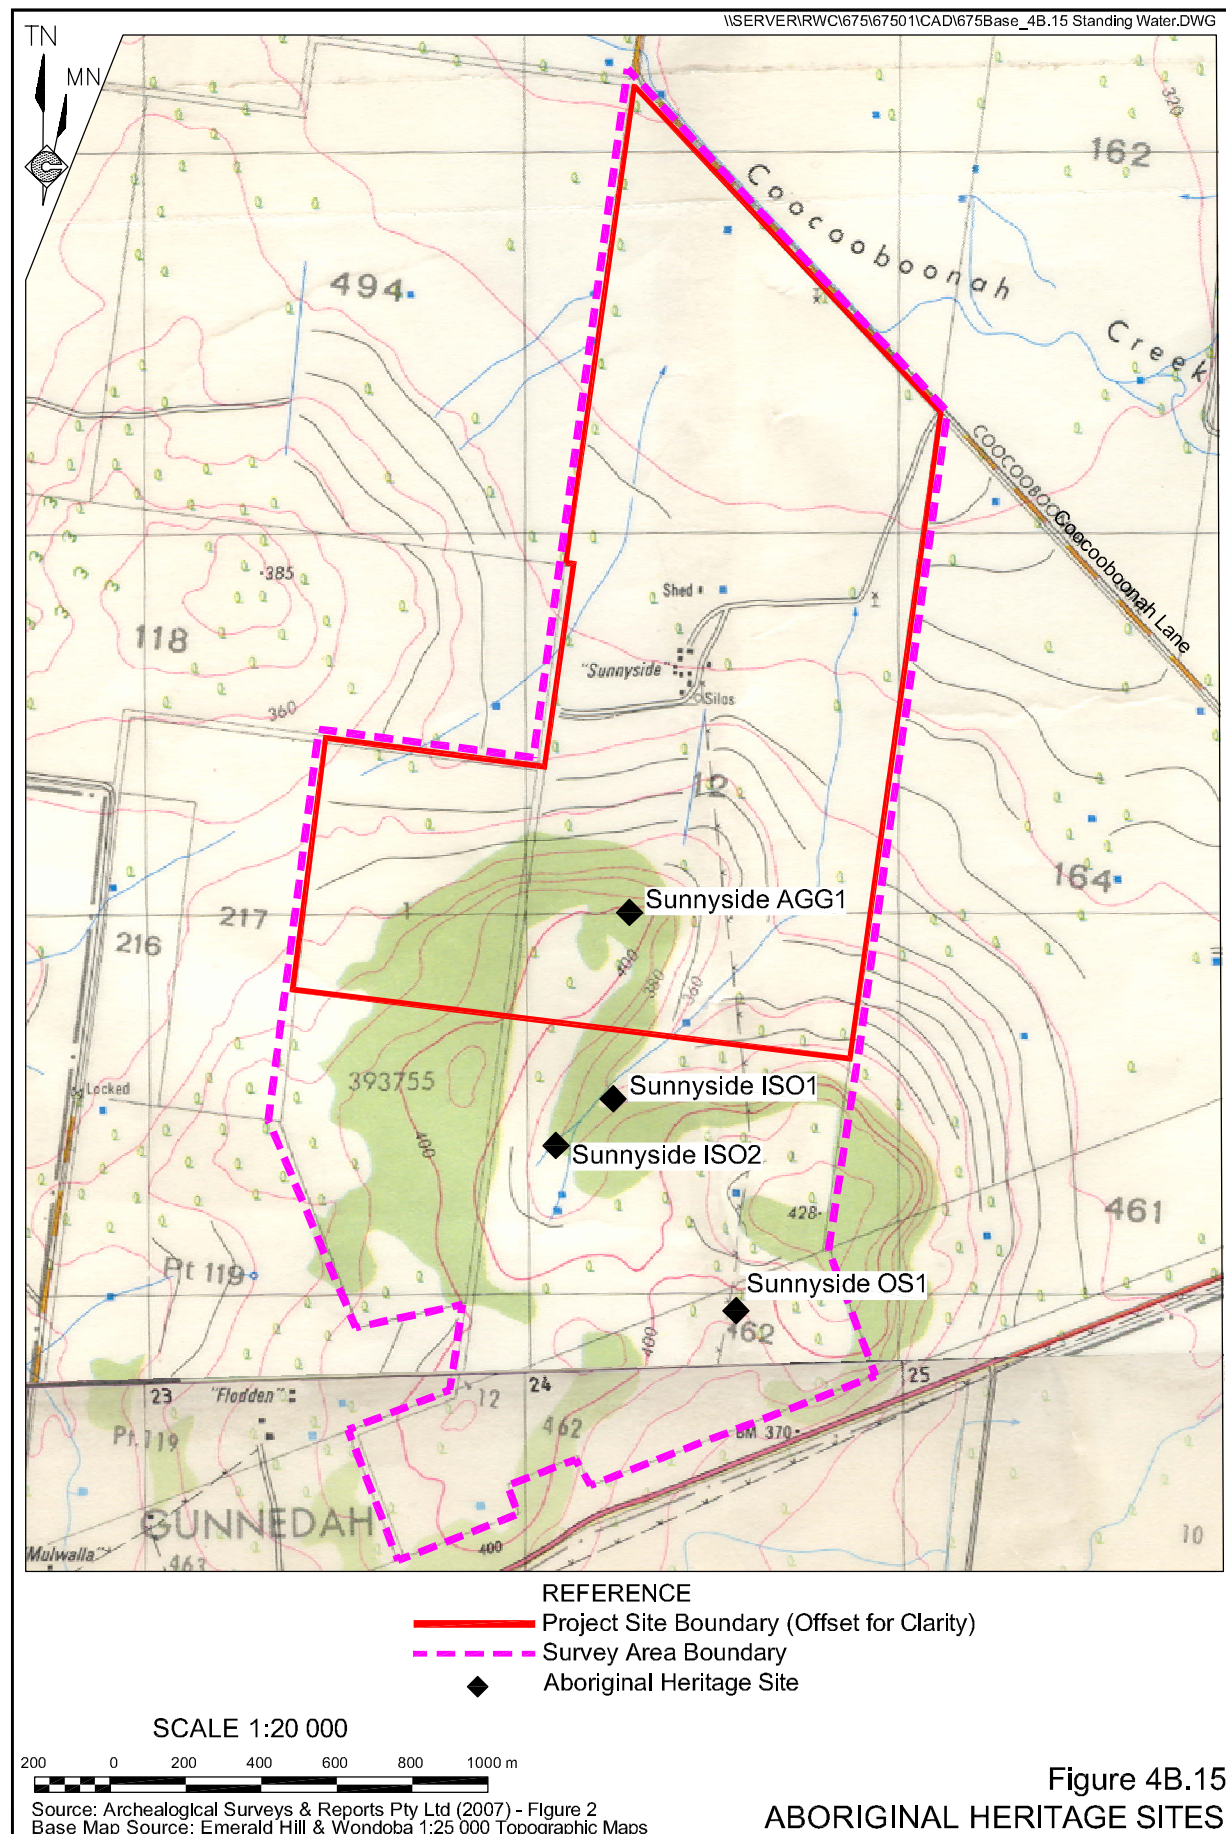 \\SERVER\RWC\675\67501\CAD\675Base_4B.15 Standing Water.DWG
TN
MN
320
162
Coocooboonah
Creek
494
COOCOOBOO
Coocooboonah Lane
385
118
Shed
"Sunnyside"
Silos
360
12
164
1
Sunnyside AGG1
217
216
400
380
360
393755
Locked
Sunnyside ISO1
400
Sunnyside ISO2
461
428
Pt 119
Sunnyside OS1
462
400
23
24
25
"Flodden"
12
462
Pt 119
BM 370
GUNNEDAH
400
10
"Mulwalla"
463
REFERENCE
Project Site Boundary (Offset for Clarity)
Survey Area Boundary
Aboriginal Heritage Site
SCALE 1:20 000
200 0 200 400 600 800 1000 m
Figure 4B.15
Source: Archealogical Surveys & Reports Pty Ltd (2007) - Figure 2
ABORIGINAL HERITAGE SITES
Base Map Source: Emerald Hill & Wondoba 1:25 000 Topographic Maps